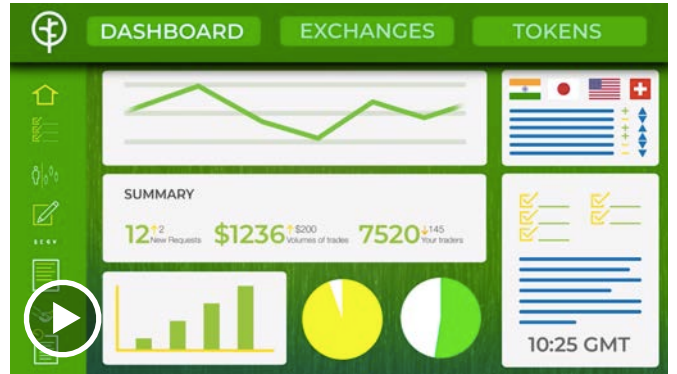 DASHBOARD
EXCHANGES
TOKENS
SUMMARY
12 2 New Requests
$1236 $200 Volumes of trades
7520 145 Your traders
10:25 GMT